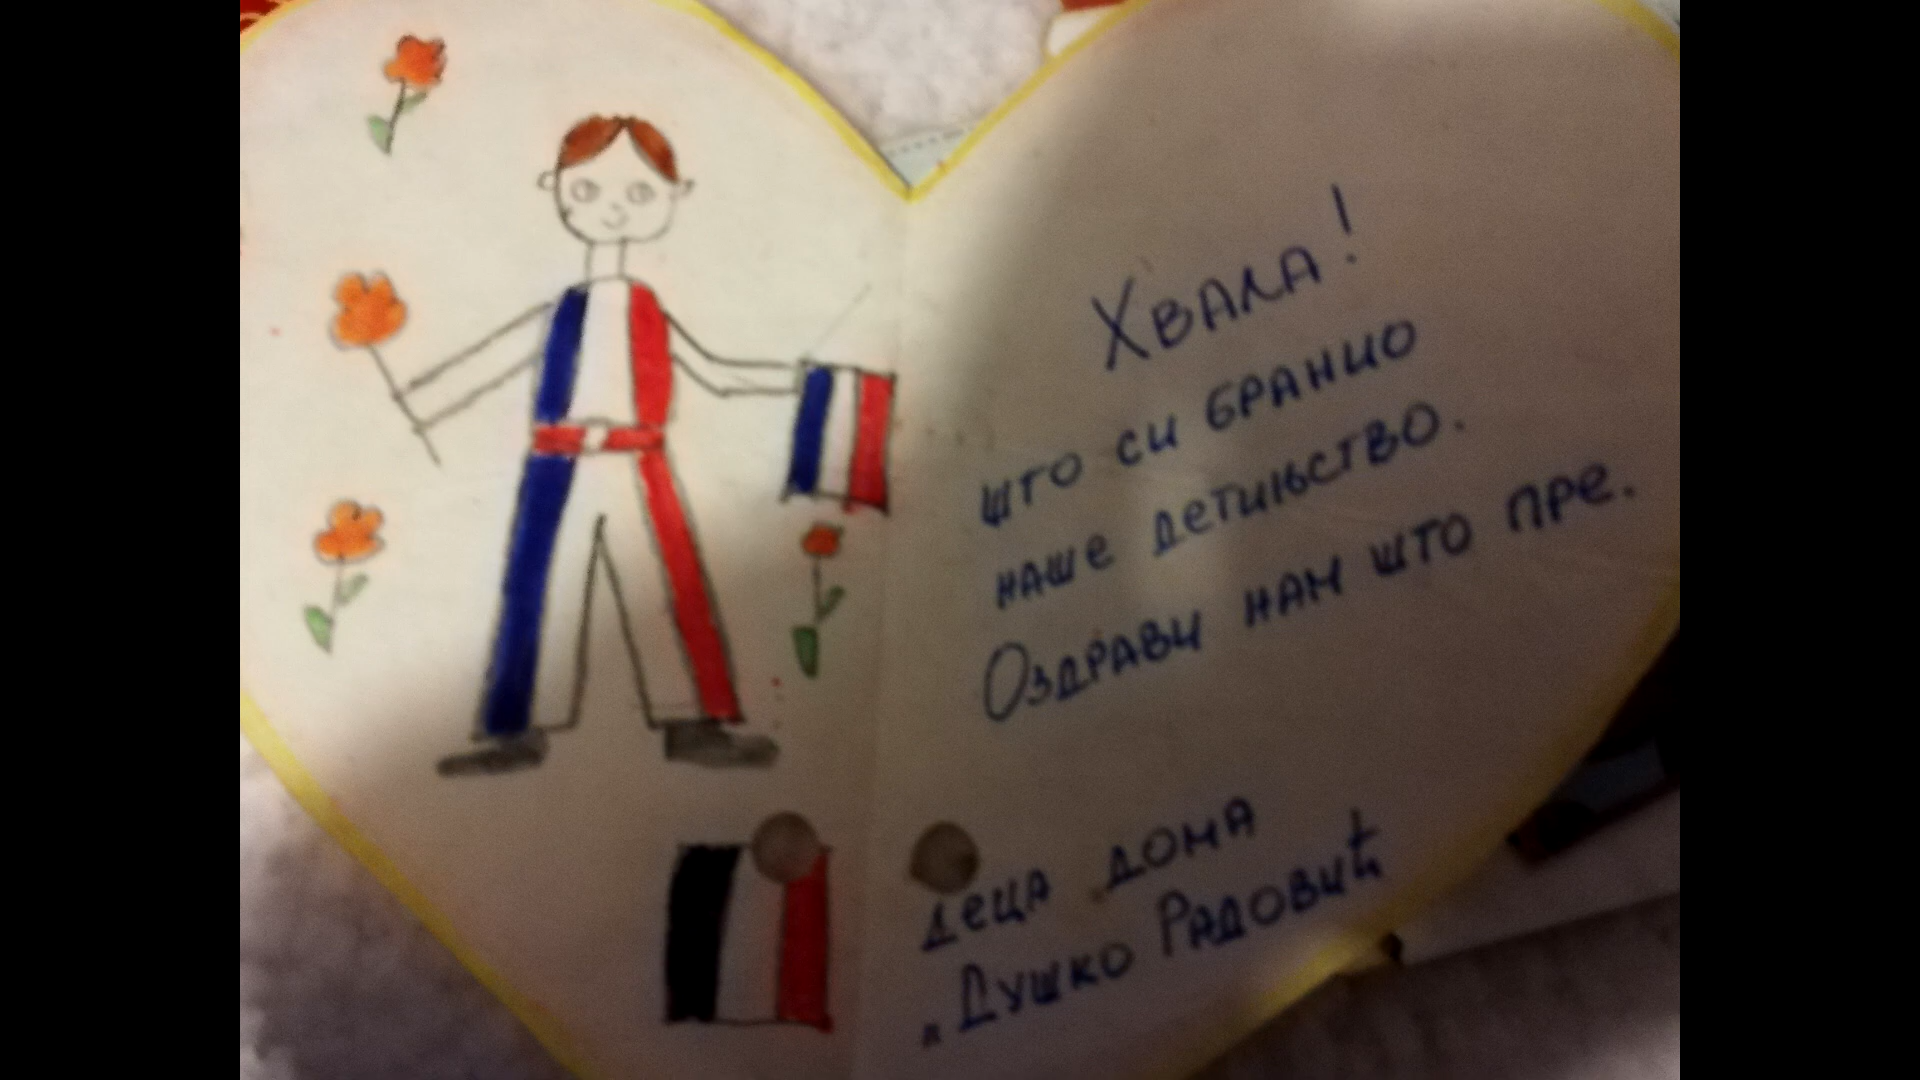 Хвала!
што си бранио
наше детињство.
Оздрави нам што пре.
деца дома
„Душко Радовић